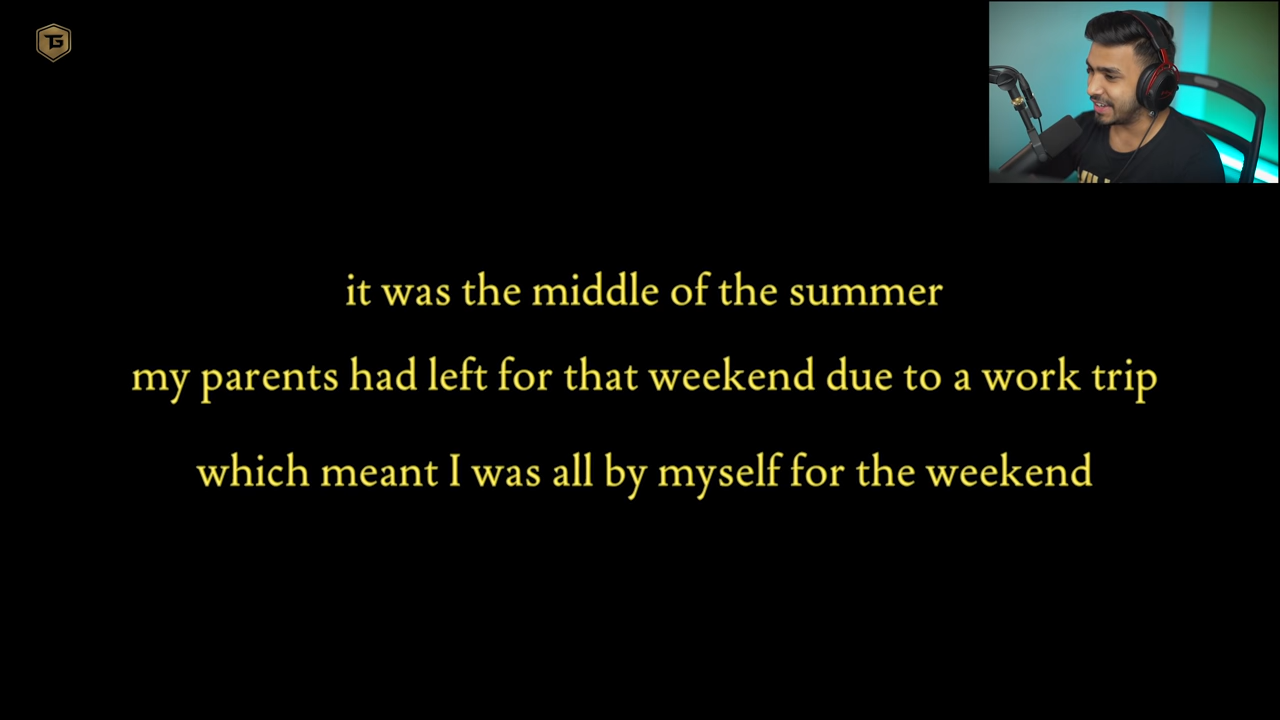 TG
it was the middle of the summer
my parents had left for that weekend due to a work trip
which meant I was all by myself for the weekend